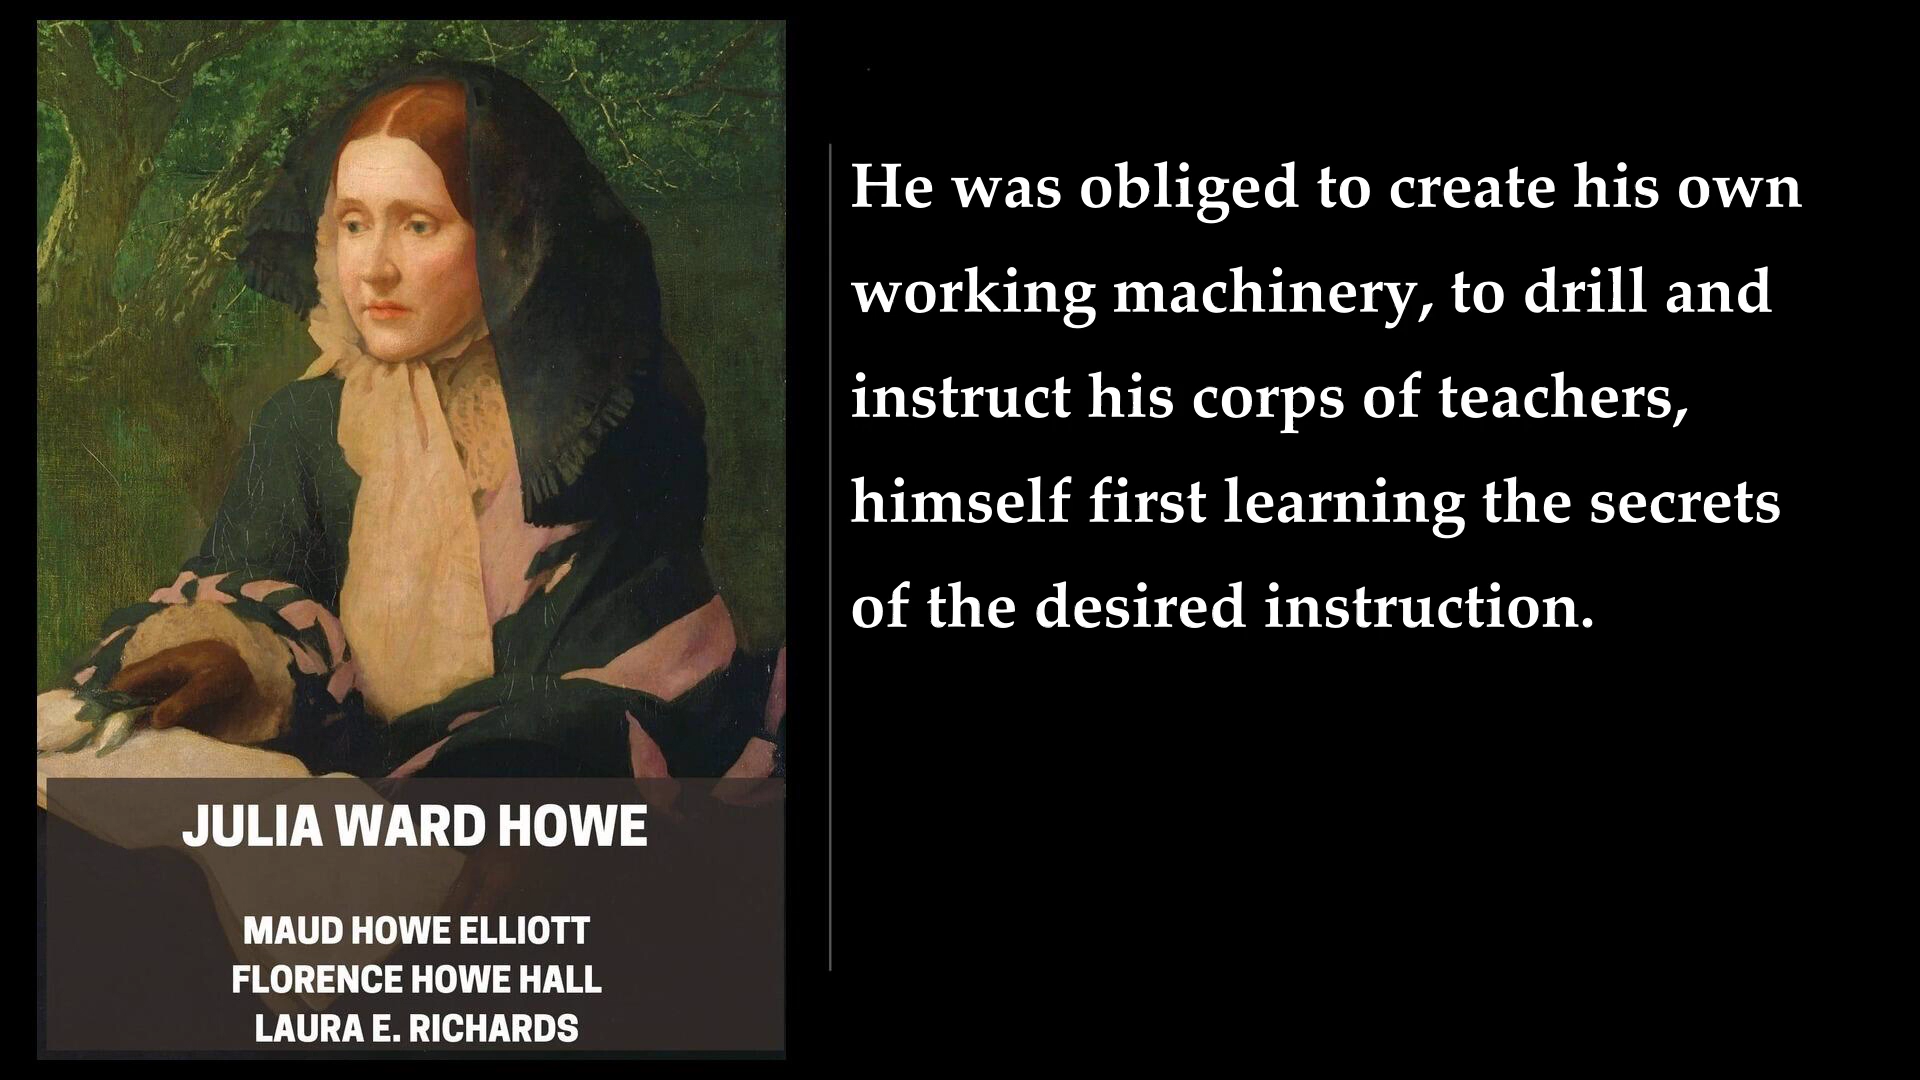 JULIA WARD HOWE
MAUD HOWE ELLIOTT
FLORENCE HOWE HALL
LAURA E. RICHARDS
He was obliged to create his own
working machinery, to drill and
instruct his corps of teachers,
himself first learning the secrets
of the desired instruction.